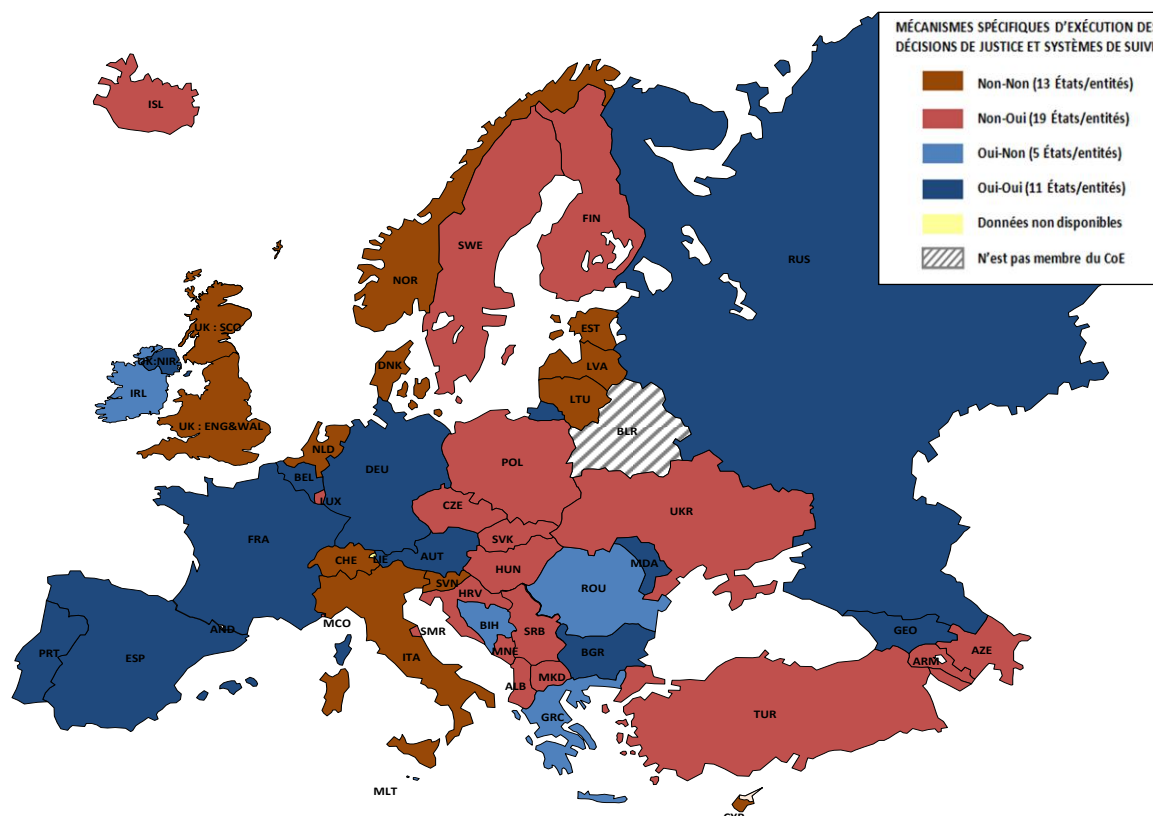 MÉCANISMES SPÉCIFIQUES D'EXÉCUTION DES
DÉCISIONS DE JUSTICE ET SYSTÈMES DE SUIVI
Non-Non (13 États/entités)
Non-Oui (19 États/entités)
Oui-Non (5 États/entités)
Oui-Oui (11 États/entités)
Données non disponibles
N'est pas membre du CoE
ISL
RUS
FIN
SWE
NOR
UK : SCO
EST
UK:NIR
DNK
LVA
IRL
LTU
UK : ENG&WAL
BLR
NLD
POL
DEU
BEL
LUX
CZE
UKR
FRA
SVK
CHE
LIE
AUT
HUN
MDA
SVN
ROU
HRV
MCO
SMR
BIH
SRB
AND
GEO
PRT
ESP
ITA
MNE
BGR
AZE
ARM
ALB
MKD
GRC
TUR
MLT
CYP